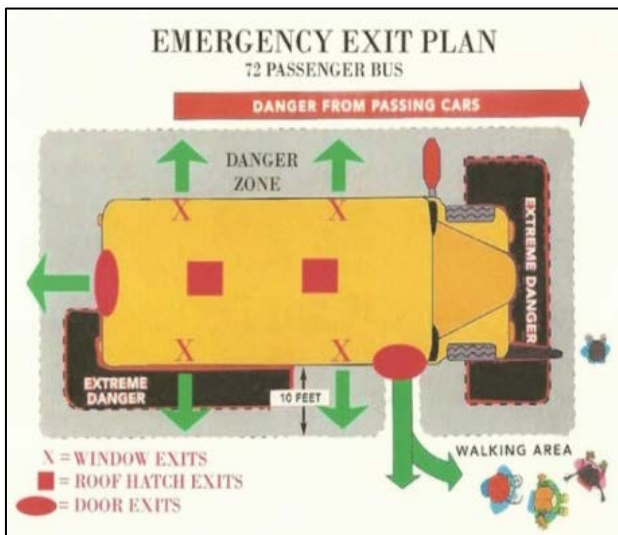 EMERGENCY EXIT PLAN
72 PASSENGER BUS
DANGER FROM PASSING CARS
DANGER
ZONE
X
X
EXTREME DANGER
X
X
EXTREME
DANGER
10 FEET
WALKING AREA
X = WINDOW EXITS
= ROOF HATCH EXITS
= DOOR EXITS